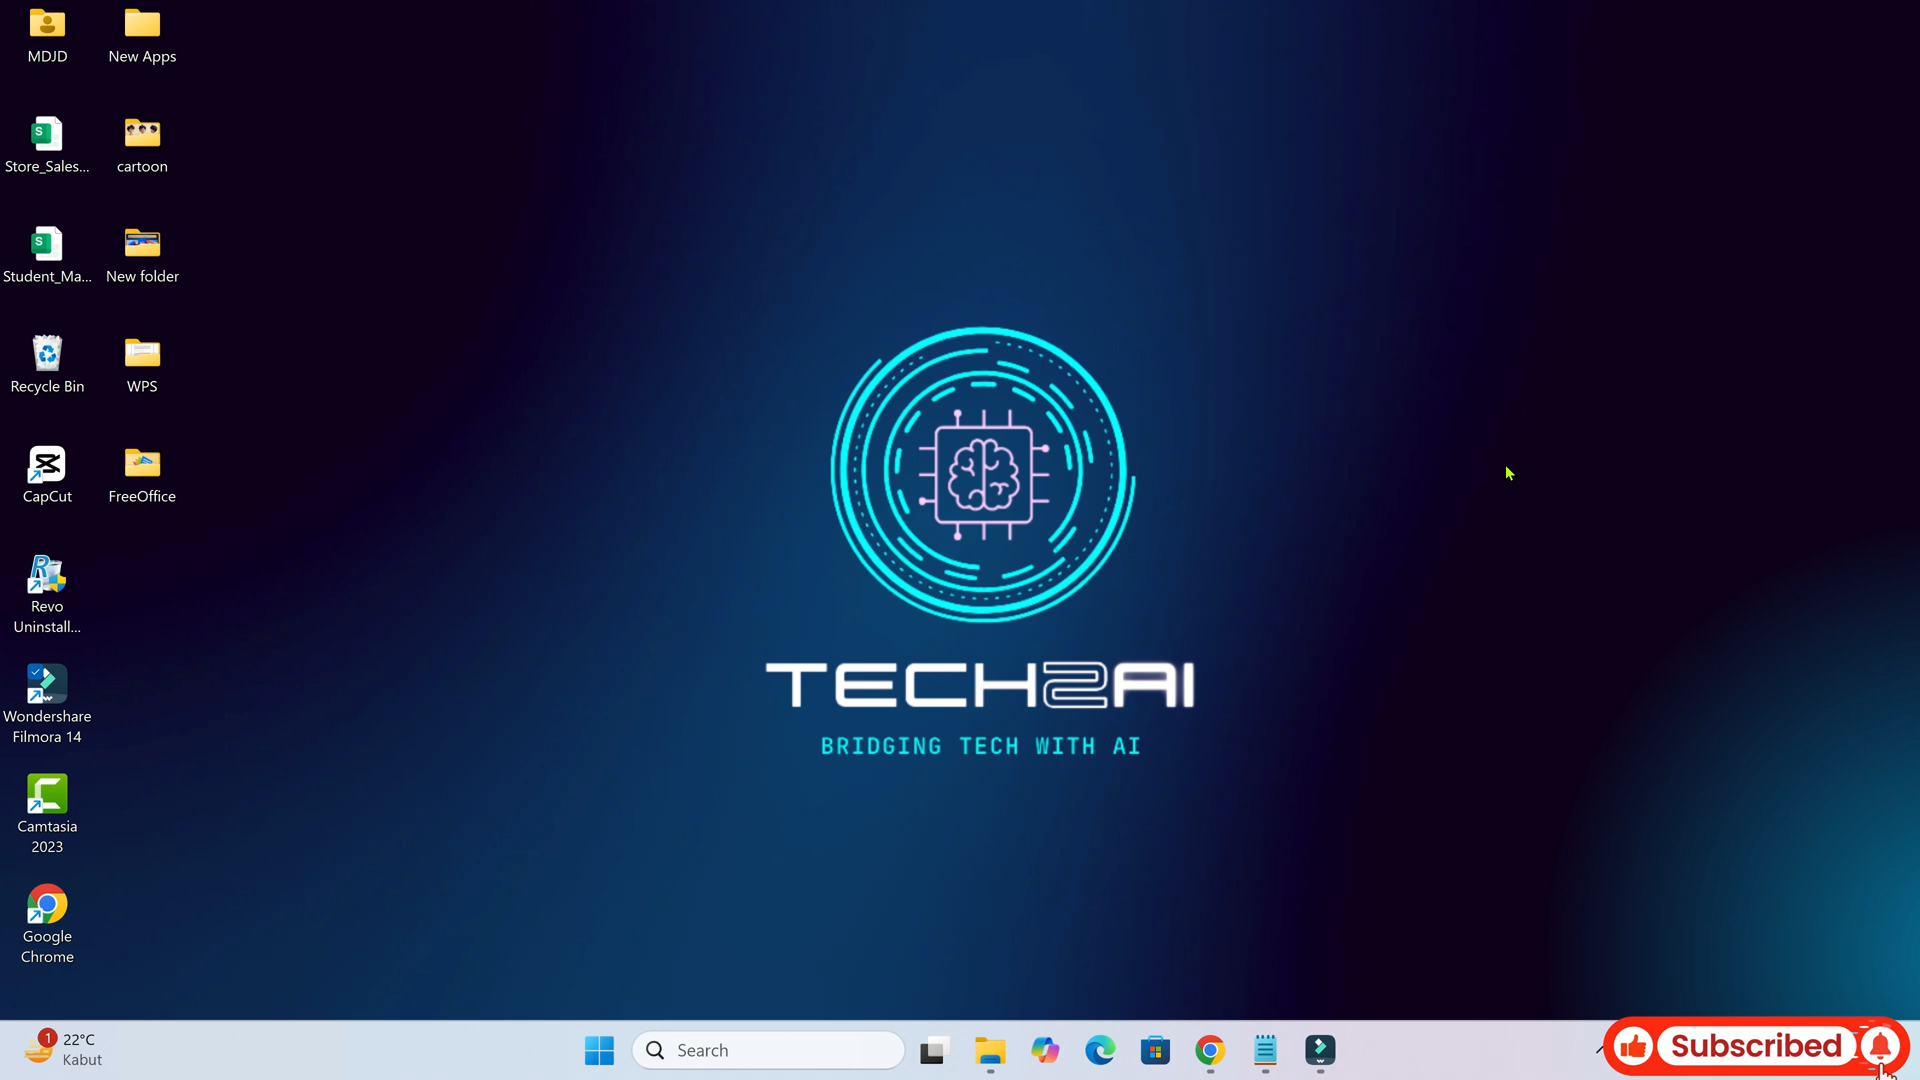 MDJD
New Apps
Store_Sales...
cartoon
Student_Ma...
New folder
Recycle Bin
WPS
CapCut
FreeOffice
Revo
Uninstall...
Wondershare
Filmora 14
Camtasia
2023
Google
Chrome
TECH2AI
BRIDGING TECH WITH AI
1
22°C
Kabut
Search
Subscribed